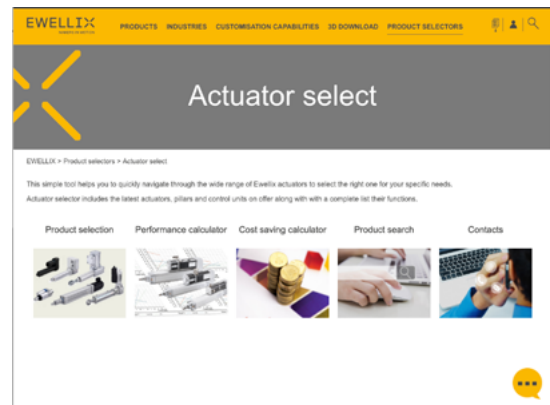 EWELLIX
PRODUCTS INDUSTRIES CUSTOMISATION CAPABILITIES 3D DOWNLOAD PRODUCT SELECTORS
Actuator select
EWELLIX > Product selectors > Actuator select
This simple tool helps you to quickly navigate through the wide range of Ewellix actuators to select the right one for your specific needs.
Actuator selector includes the latest actuators, pillars and control units on offer along with with a complete list their functions.
Product selection Performance calculator Cost saving calculator Product search Contacts